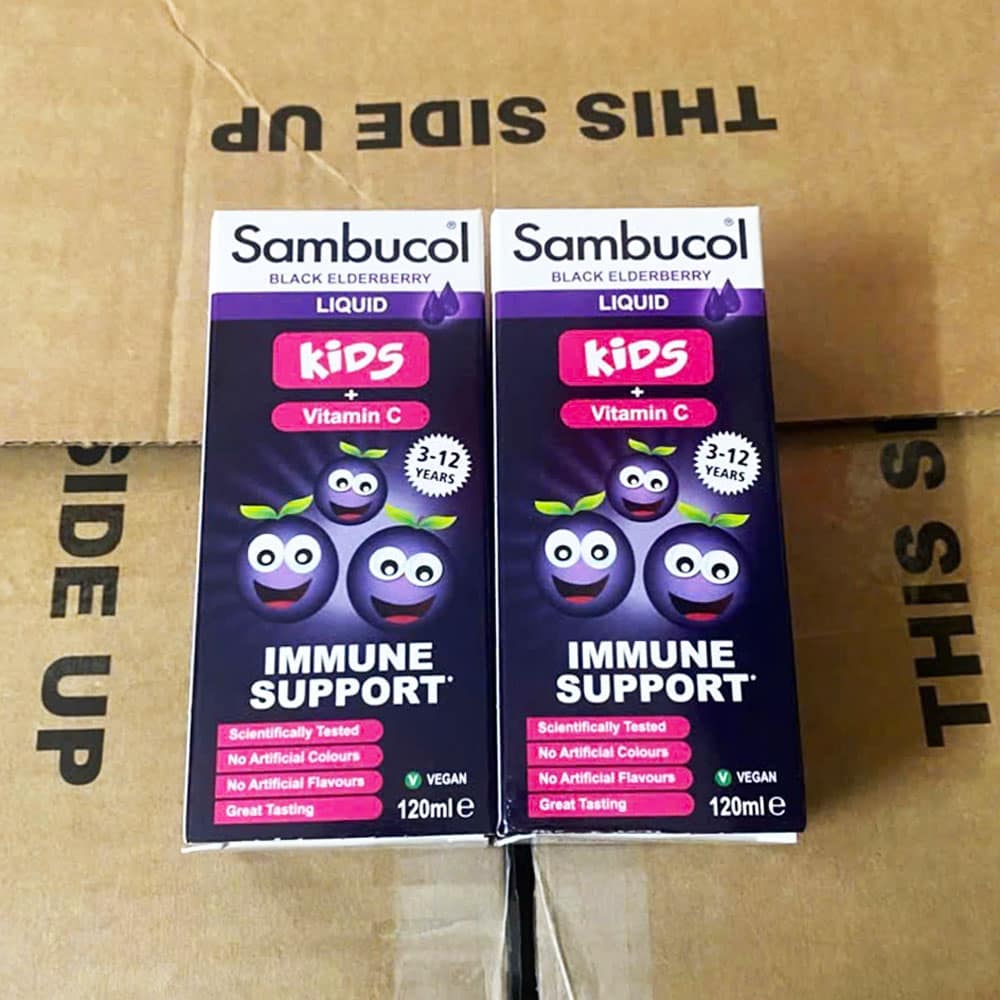 THIS SIDE UP
Sambucol®
BLACK ELDERBERRY
LIQUID
KiDS
+
Vitamin C
3-12
YEARS
IMMUNE
SUPPORT*
Scientifically Tested
No Artificial Colours
No Artificial Flavours
Great Tasting
V VEGAN
120ml e
Sambucol®
BLACK ELDERBERRY
LIQUID
KiDS
+
Vitamin C
3-12
YEARS
IMMUNE
SUPPORT*
Scientifically Tested
No Artificial Colours
No Artificial Flavours
Great Tasting
V VEGAN
120ml e
SIDE UP
THIS S